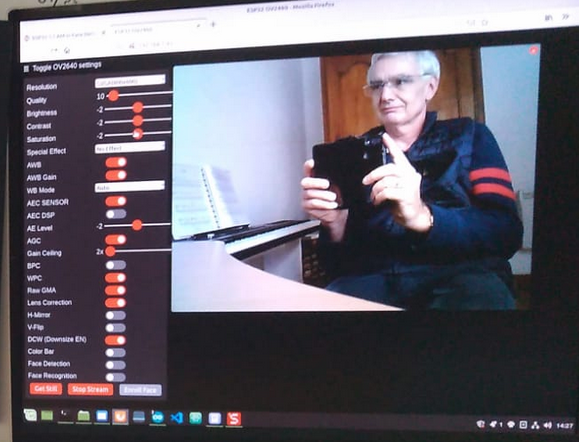 ESP32 OV2460 - Mozilla Firefox
Toggle OV2640 settings
Resolution
Quality 10
Brightness -2
Contrast -2
Saturation -2
Special Effect No Effect
AWB
AWB Gain
WB Mode Auto
AEC SENSOR
AEC DSP
AE Level -2
AGC
Gain Ceiling 2x
BPC
WPC
Raw GMA
Lens Correction
H-Mirror
V-Flip
DCW (Downsize EN)
Color Bar
Face Detection
Face Recognition
Get Still Stop Stream Enroll Face
14:27